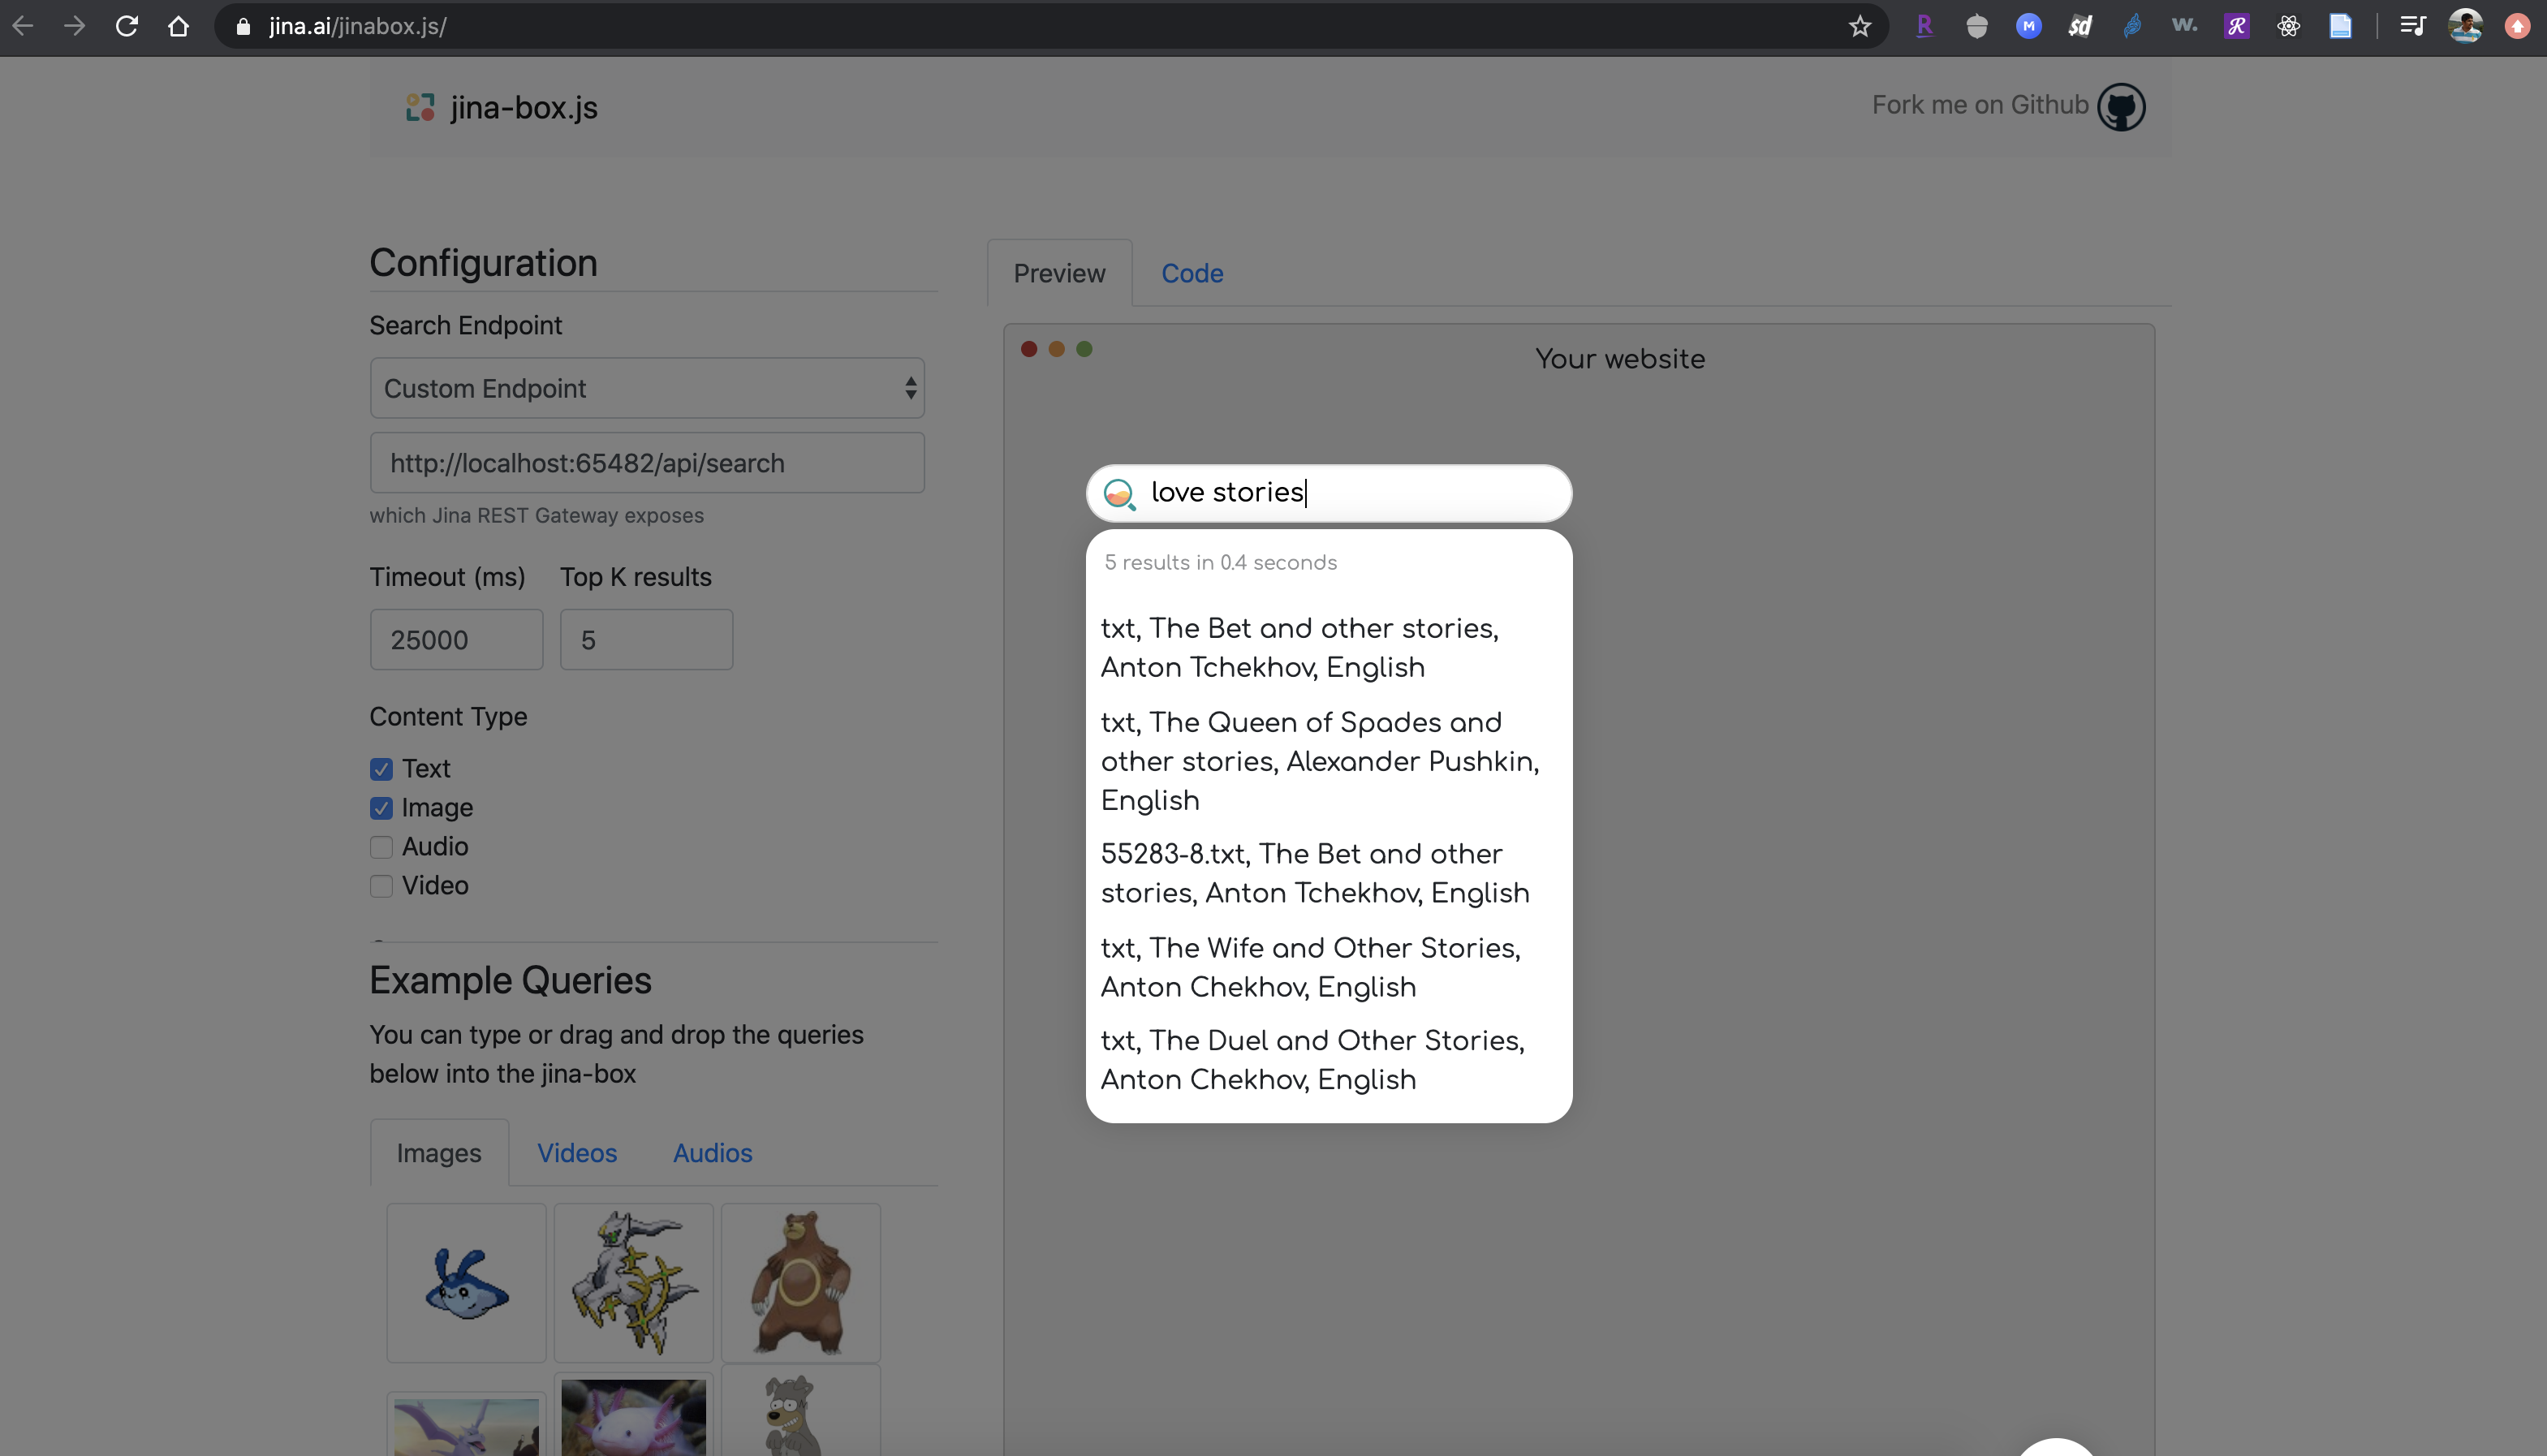 jina.ai/jinabox.js/
M
sd
w.
R
R
jina-box.js
Fork me on Github
Configuration
Search Endpoint
Custom Endpoint
http://localhost:65482/api/search
which Jina REST Gateway exposes
Timeout (ms) Top K results
25000 5
Content Type
Text
Image
Audio
Video
Example Queries
You can type or drag and drop the queries
below into the jina-box
Images Videos Audios
Preview Code
Your website
love stories
5 results in 0.4 seconds
txt, The Bet and other stories,
Anton Tchekhov, English
txt, The Queen of Spades and
other stories, Alexander Pushkin,
English
55283-8.txt, The Bet and other
stories, Anton Tchekhov, English
txt, The Wife and Other Stories,
Anton Chekhov, English
txt, The Duel and Other Stories,
Anton Chekhov, English